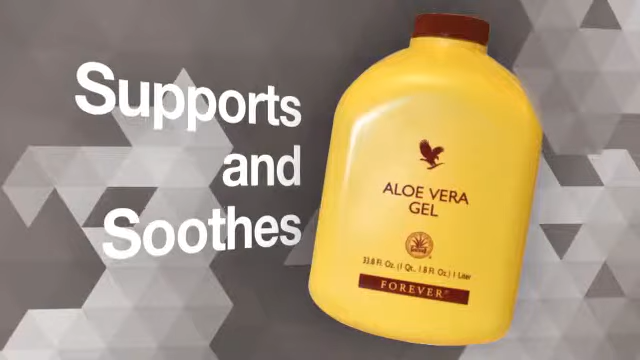 Supports
and
Soothes
ALOE VERA
GEL
33.8 Fl. Oz. (1 Qt., 1.8 Fl. Oz.) 1 Liter
FOREVER®